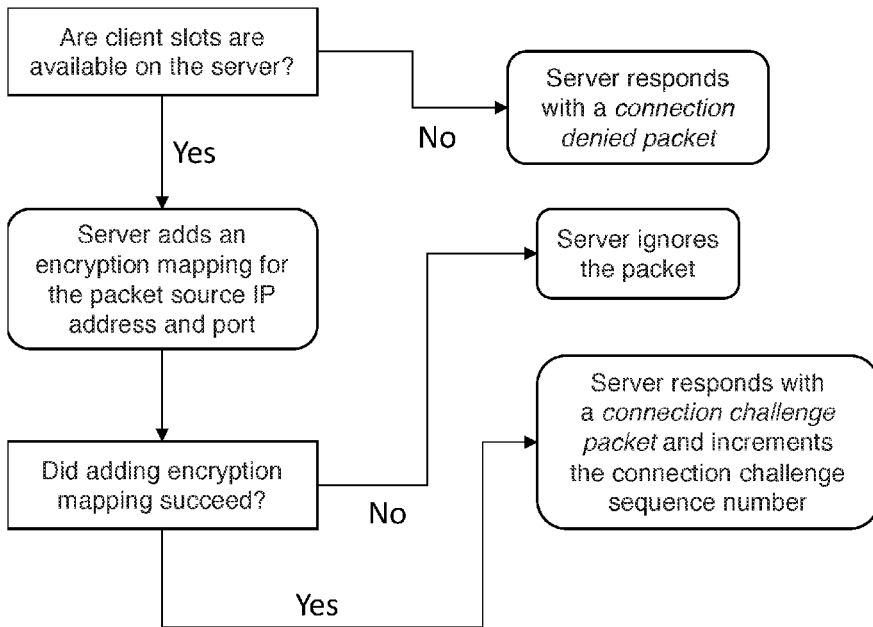 Are client slots are
available on the server?
Server responds
with a connection
denied packet
No
Yes
Server adds an
encryption mapping for
the packet source IP
address and port
Server ignores
the packet
Server responds with
a connection challenge
packet and increments
the connection challenge
sequence number
Did adding encryption
mapping succeed?
No
Yes